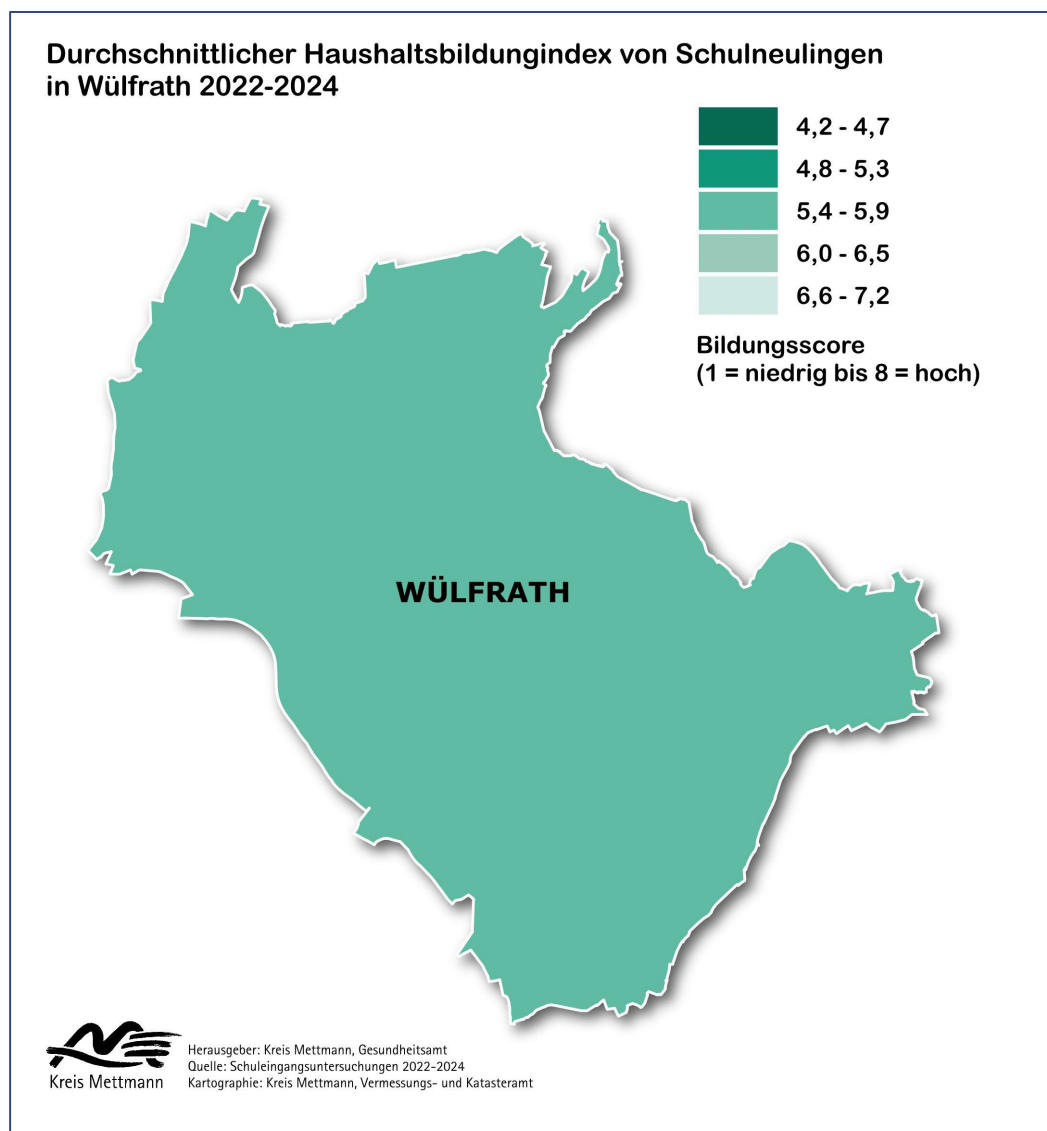 Durchschnittlicher Haushaltsbildungindex von Schulneulingen
in Wülfrath 2022-2024
4,2 - 4,7
4,8 - 5,3
5,4 - 5,9
6,0 - 6,5
6,6 - 7,2
Bildungsscore
(1 = niedrig bis 8 = hoch)
WÜLFRATH
Kreis Mettmann
Herausgeber: Kreis Mettmann, Gesundheitsamt
Quelle: Schuleingangsuntersuchungen 2022-2024
Kartographie: Kreis Mettmann, Vermessungs- und Katasteramt